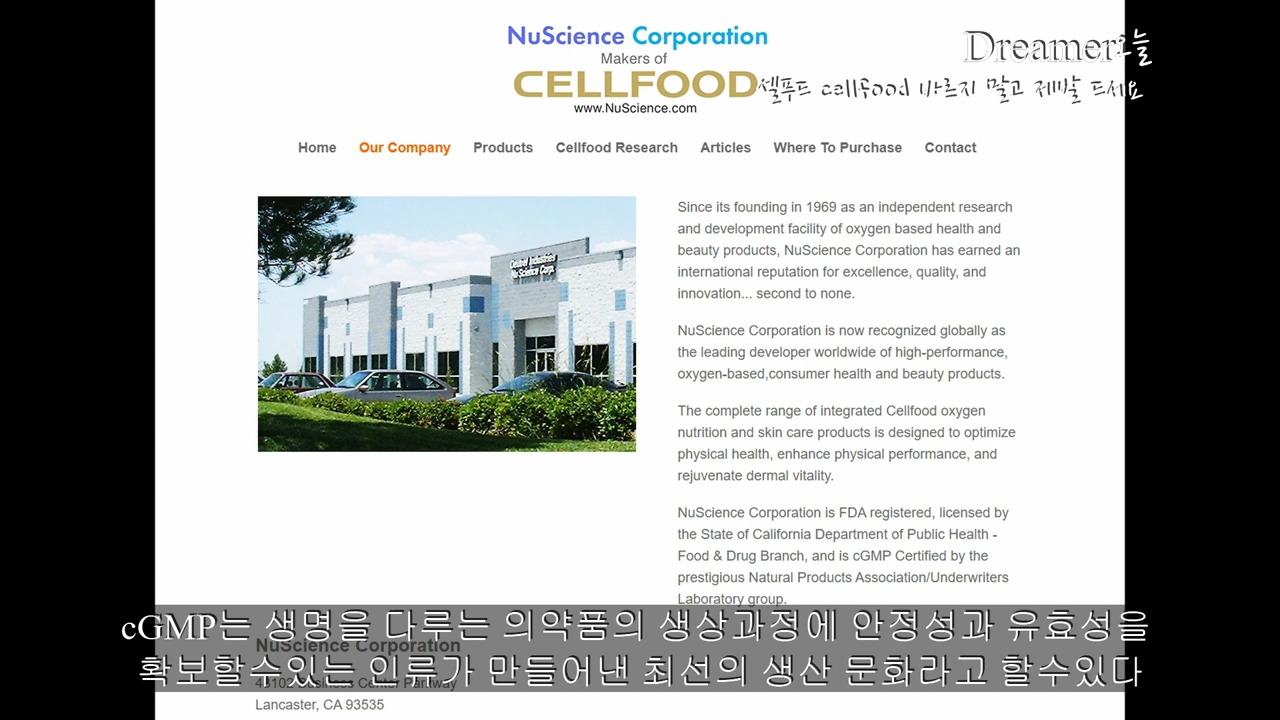 NuScience Corporation
Makers of
CELLFOOD
www.NuScience.com
Dreamer오늘
셀푸드 cellfood 바르지 말고 제발 드세요
Home Our Company Products Cellfood Research Articles Where To Purchase Contact
Nu Science Corp.
Since its founding in 1969 as an independent research
and development facility of oxygen based health and
beauty products, NuScience Corporation has earned an
international reputation for excellence, quality, and
innovation... second to none.
NuScience Corporation is now recognized globally as
the leading developer worldwide of high-performance,
oxygen-based,consumer health and beauty products.
The complete range of integrated Cellfood oxygen
nutrition and skin care products is designed to optimize
physical health, enhance physical performance, and
rejuvenate dermal vitality.
NuScience Corporation is FDA registered, licensed by
the State of California Department of Public Health -
Food & Drug Branch, and is cGMP Certified by the
prestigious Natural Products Association/Underwriters
Laboratory group.
cGMP는 생명을 다루는 의약품의 생상과정에 안정성과 유효성을
확보할수있는 인류가 만들어낸 최선의 생산 문화라고 할수있다
NuScience Corporation
Business Center Parkway
Lancaster, CA 93535